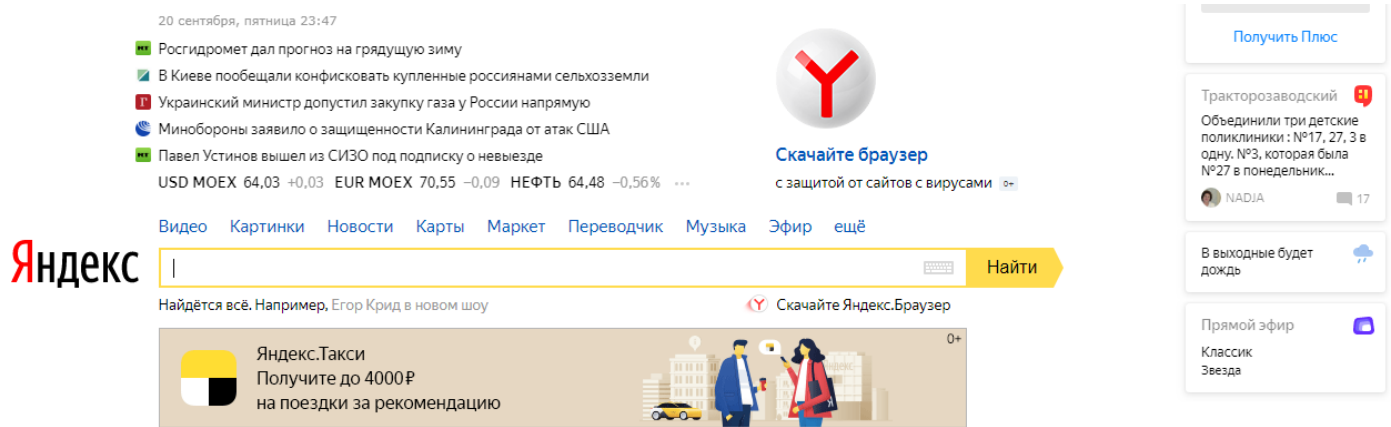 20 сентября, пятница 23:47
Росгидромет дал прогноз на грядущую зиму
В Киеве пообещали конфисковать купленные россиянами сельхозземли
Украинский министр допустил закупку газа у России напрямую
Минобороны заявило о защищенности Калининграда от атак США
Павел Устинов вышел из СИЗО под подписку о невыезде
USD MOEX 64,03 +0,03 EUR MOEX 70,55 −0,09 НЕФТЬ 64,48 −0,56% ···
Скачайте браузер
с защитой от сайтов с вирусами 0+
Видео Картинки Новости Карты Маркет Переводчик Музыка Эфир ещё
Яндекс
Найти
Найдётся всё. Например, Егор Крид в новом шоу
Скачайте Яндекс.Браузер
Яндекс.Такси
Получите до 4000₽
на поездки за рекомендацию
0+
Получить Плюс
Тракторозаводский
Объединили три детские
поликлиники : №17, 27, 3 в
одну. №3, которая была
№27 в понедельник...
NADJA 17
В выходные будет
дождь
Прямой эфир
Классик
Звезда